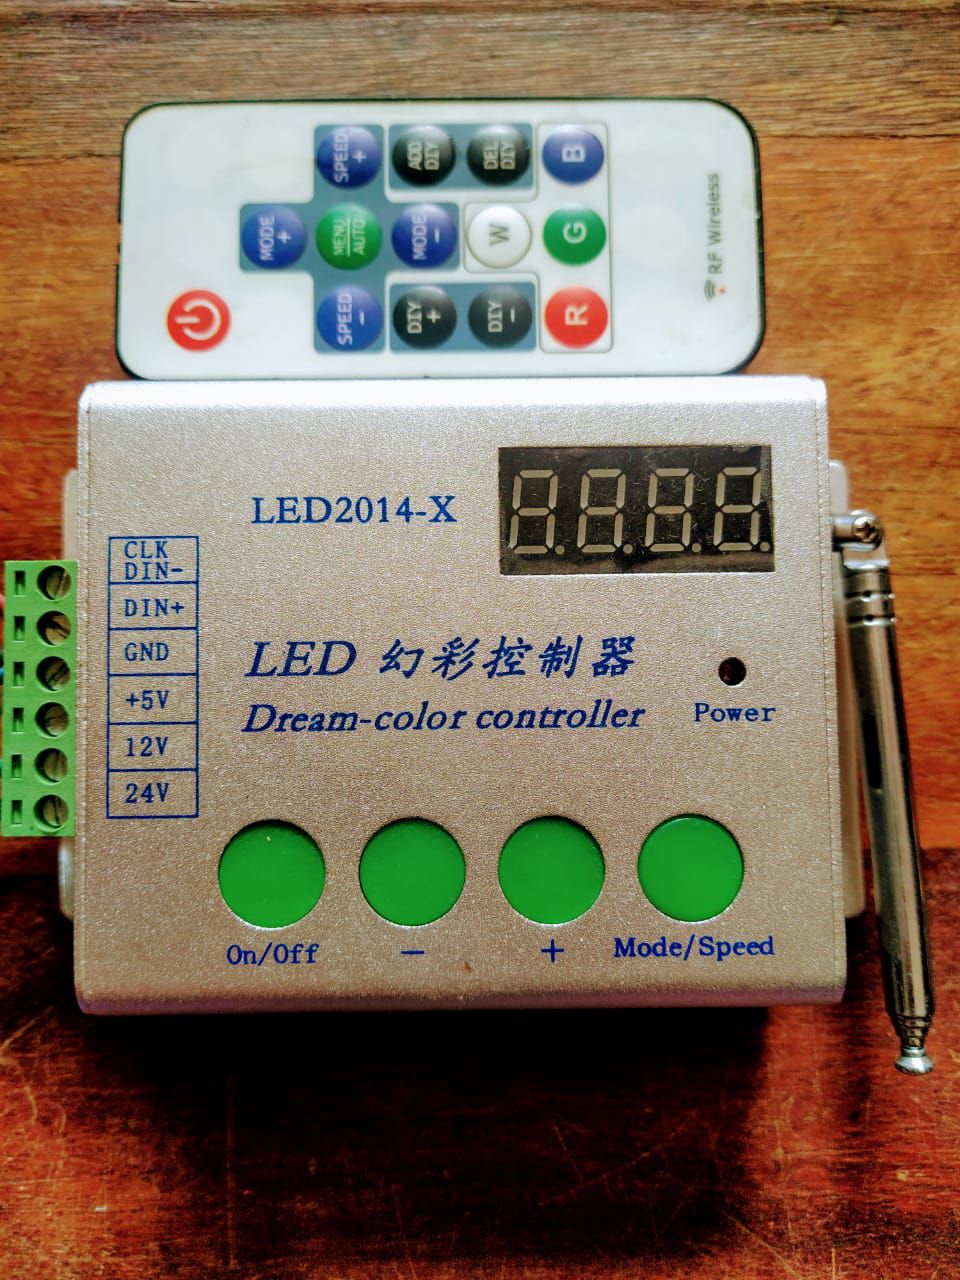 SPEED
+
ADD
DIY
DEL
DIY
B
MODE
+
MENU
AUTO
MODE
-
W
G
SPEED
-
DIY
+
DIY
-
R
RF Wireless
LED2014-X
CLK
DIN-
DIN+
GND
+5V
12V
24V
LED 幻彩控制器
Dream-color controller
Power
On/Off
-
+
Mode/Speed